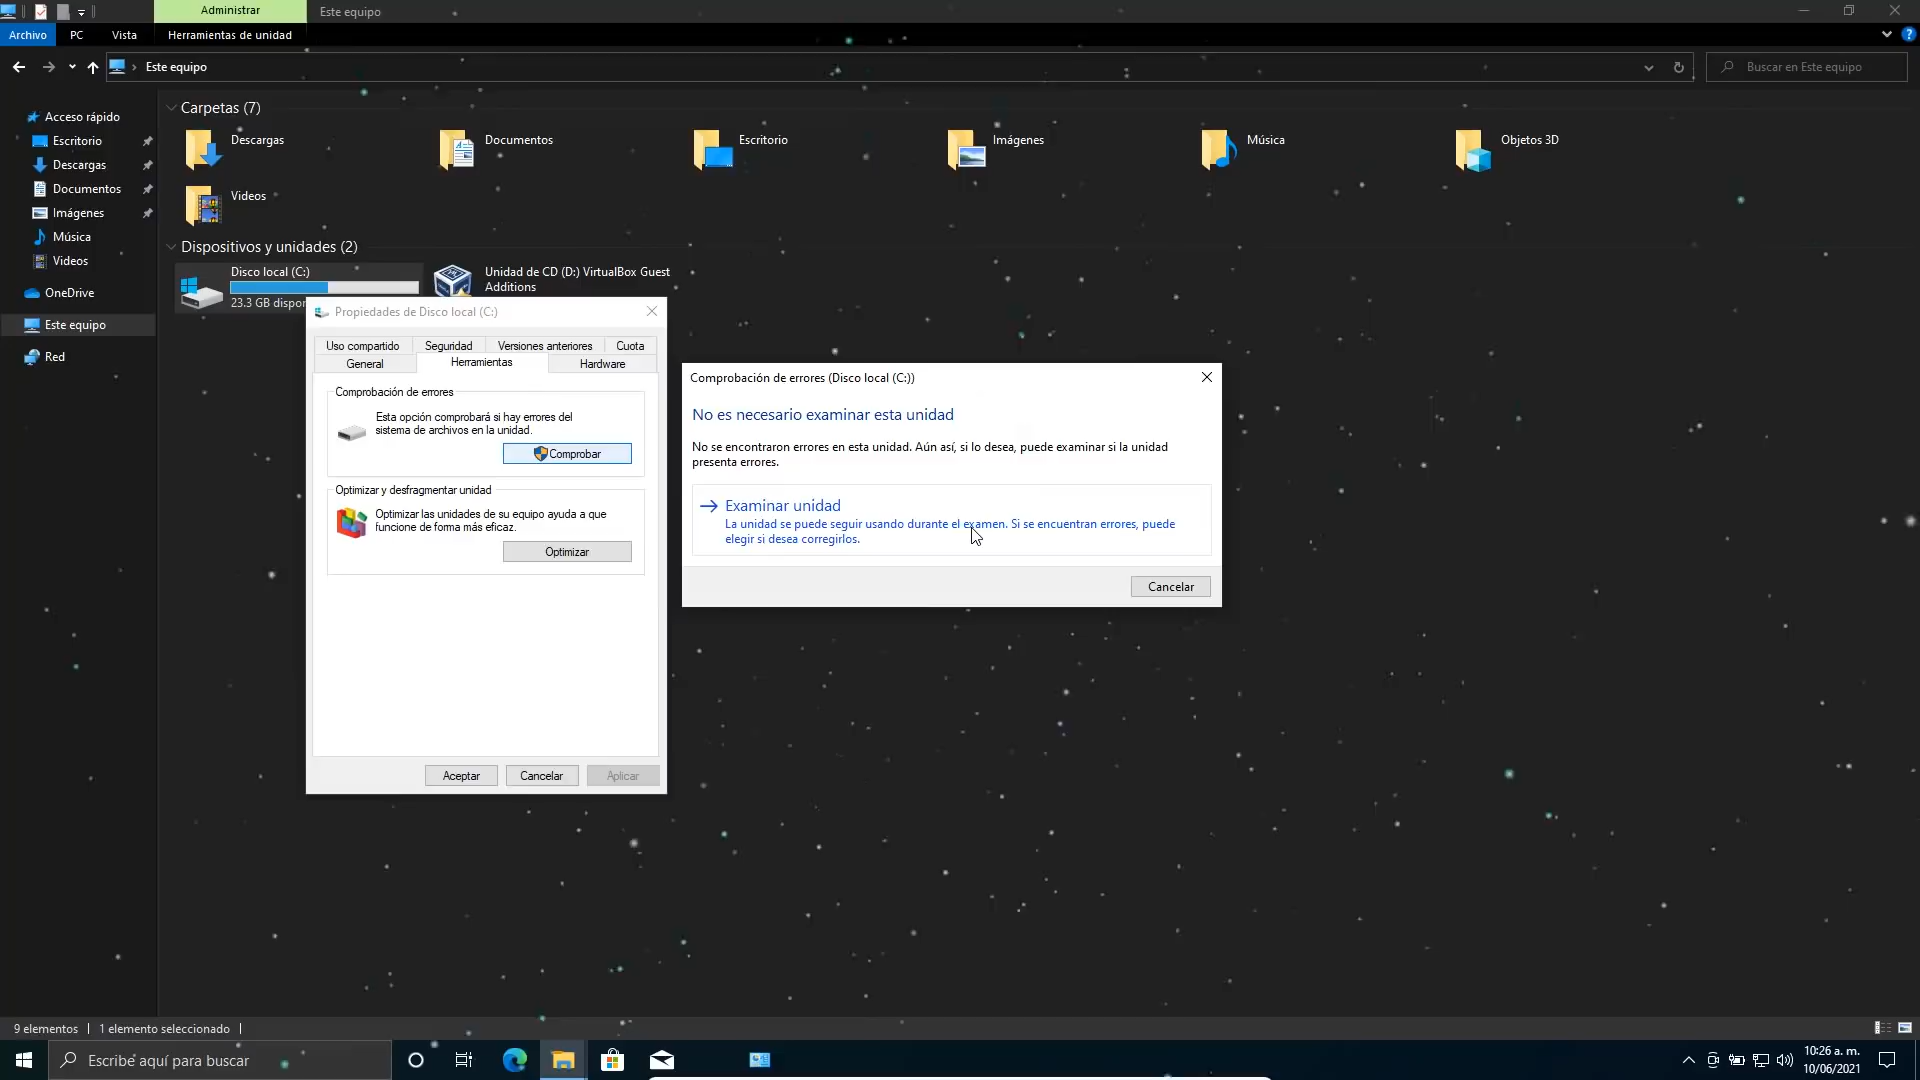 Administrar
Este equipo
Archivo
PC
Vista
Herramientas de unidad
Este equipo
Buscar en Este equipo
Acceso rápido
Escritorio
Descargas
Documentos
Imágenes
Música
Videos
OneDrive
Este equipo
Red
Carpetas (7)
Descargas
Documentos
Escritorio
Imágenes
Música
Objetos 3D
Videos
Dispositivos y unidades (2)
Disco local (C:)
23.3 GB dispon
Unidad de CD (D:) VirtualBox Guest
Additions
Propiedades de Disco local (C:)
Uso compartido
Seguridad
Versiones anteriores
Cuota
General
Herramientas
Hardware
Comprobación de errores
Esta opción comprobará si hay errores del
sistema de archivos en la unidad.
Comprobar
Optimizar y desfragmentar unidad
Optimizar las unidades de su equipo ayuda a que
funcione de forma más eficaz.
Optimizar
Aceptar
Cancelar
Aplicar
Comprobación de errores (Disco local (C:))
No es necesario examinar esta unidad
No se encontraron errores en esta unidad. Aún así, si lo desea, puede examinar si la unidad
presenta errores.
Examinar unidad
La unidad se puede seguir usando durante el examen. Si se encuentran errores, puede
elegir si desea corregirlos.
Cancelar
9 elementos
1 elemento seleccionado
Escribe aquí para buscar
10:26 a. m.
10/06/2021